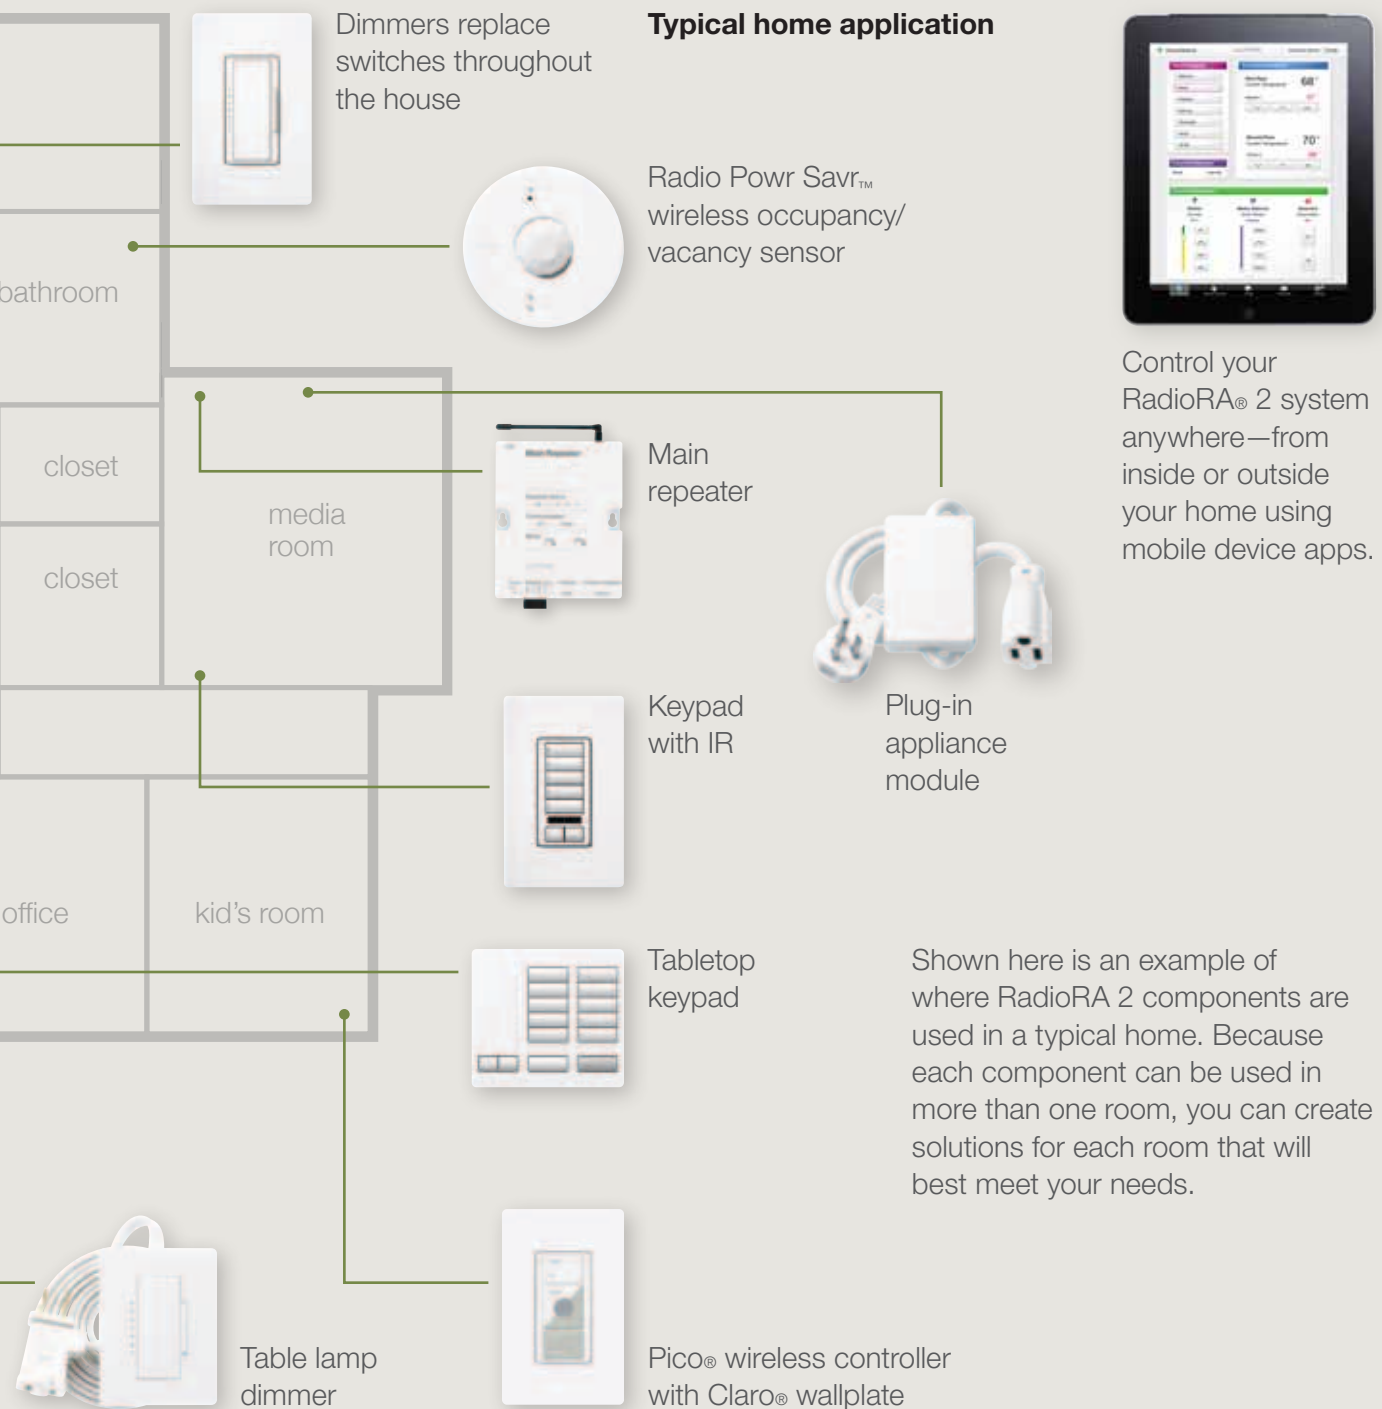 Dimmers replace
switches throughout
the house
Typical home application
Radio Powr Savr™
wireless occupancy/
vacancy sensor
68°
70°
Control your
RadioRA® 2 system
anywhere—from
inside or outside
your home using
mobile device apps.
bathroom
closet
closet
media
room
Main Repeater
Main
repeater
Plug-in
appliance
module
Keypad
with IR
office
kid's room
Tabletop
keypad
Shown here is an example of
where RadioRA 2 components are
used in a typical home. Because
each component can be used in
more than one room, you can create
solutions for each room that will
best meet your needs.
Table lamp
dimmer
Pico® wireless controller
with Claro® wallplate